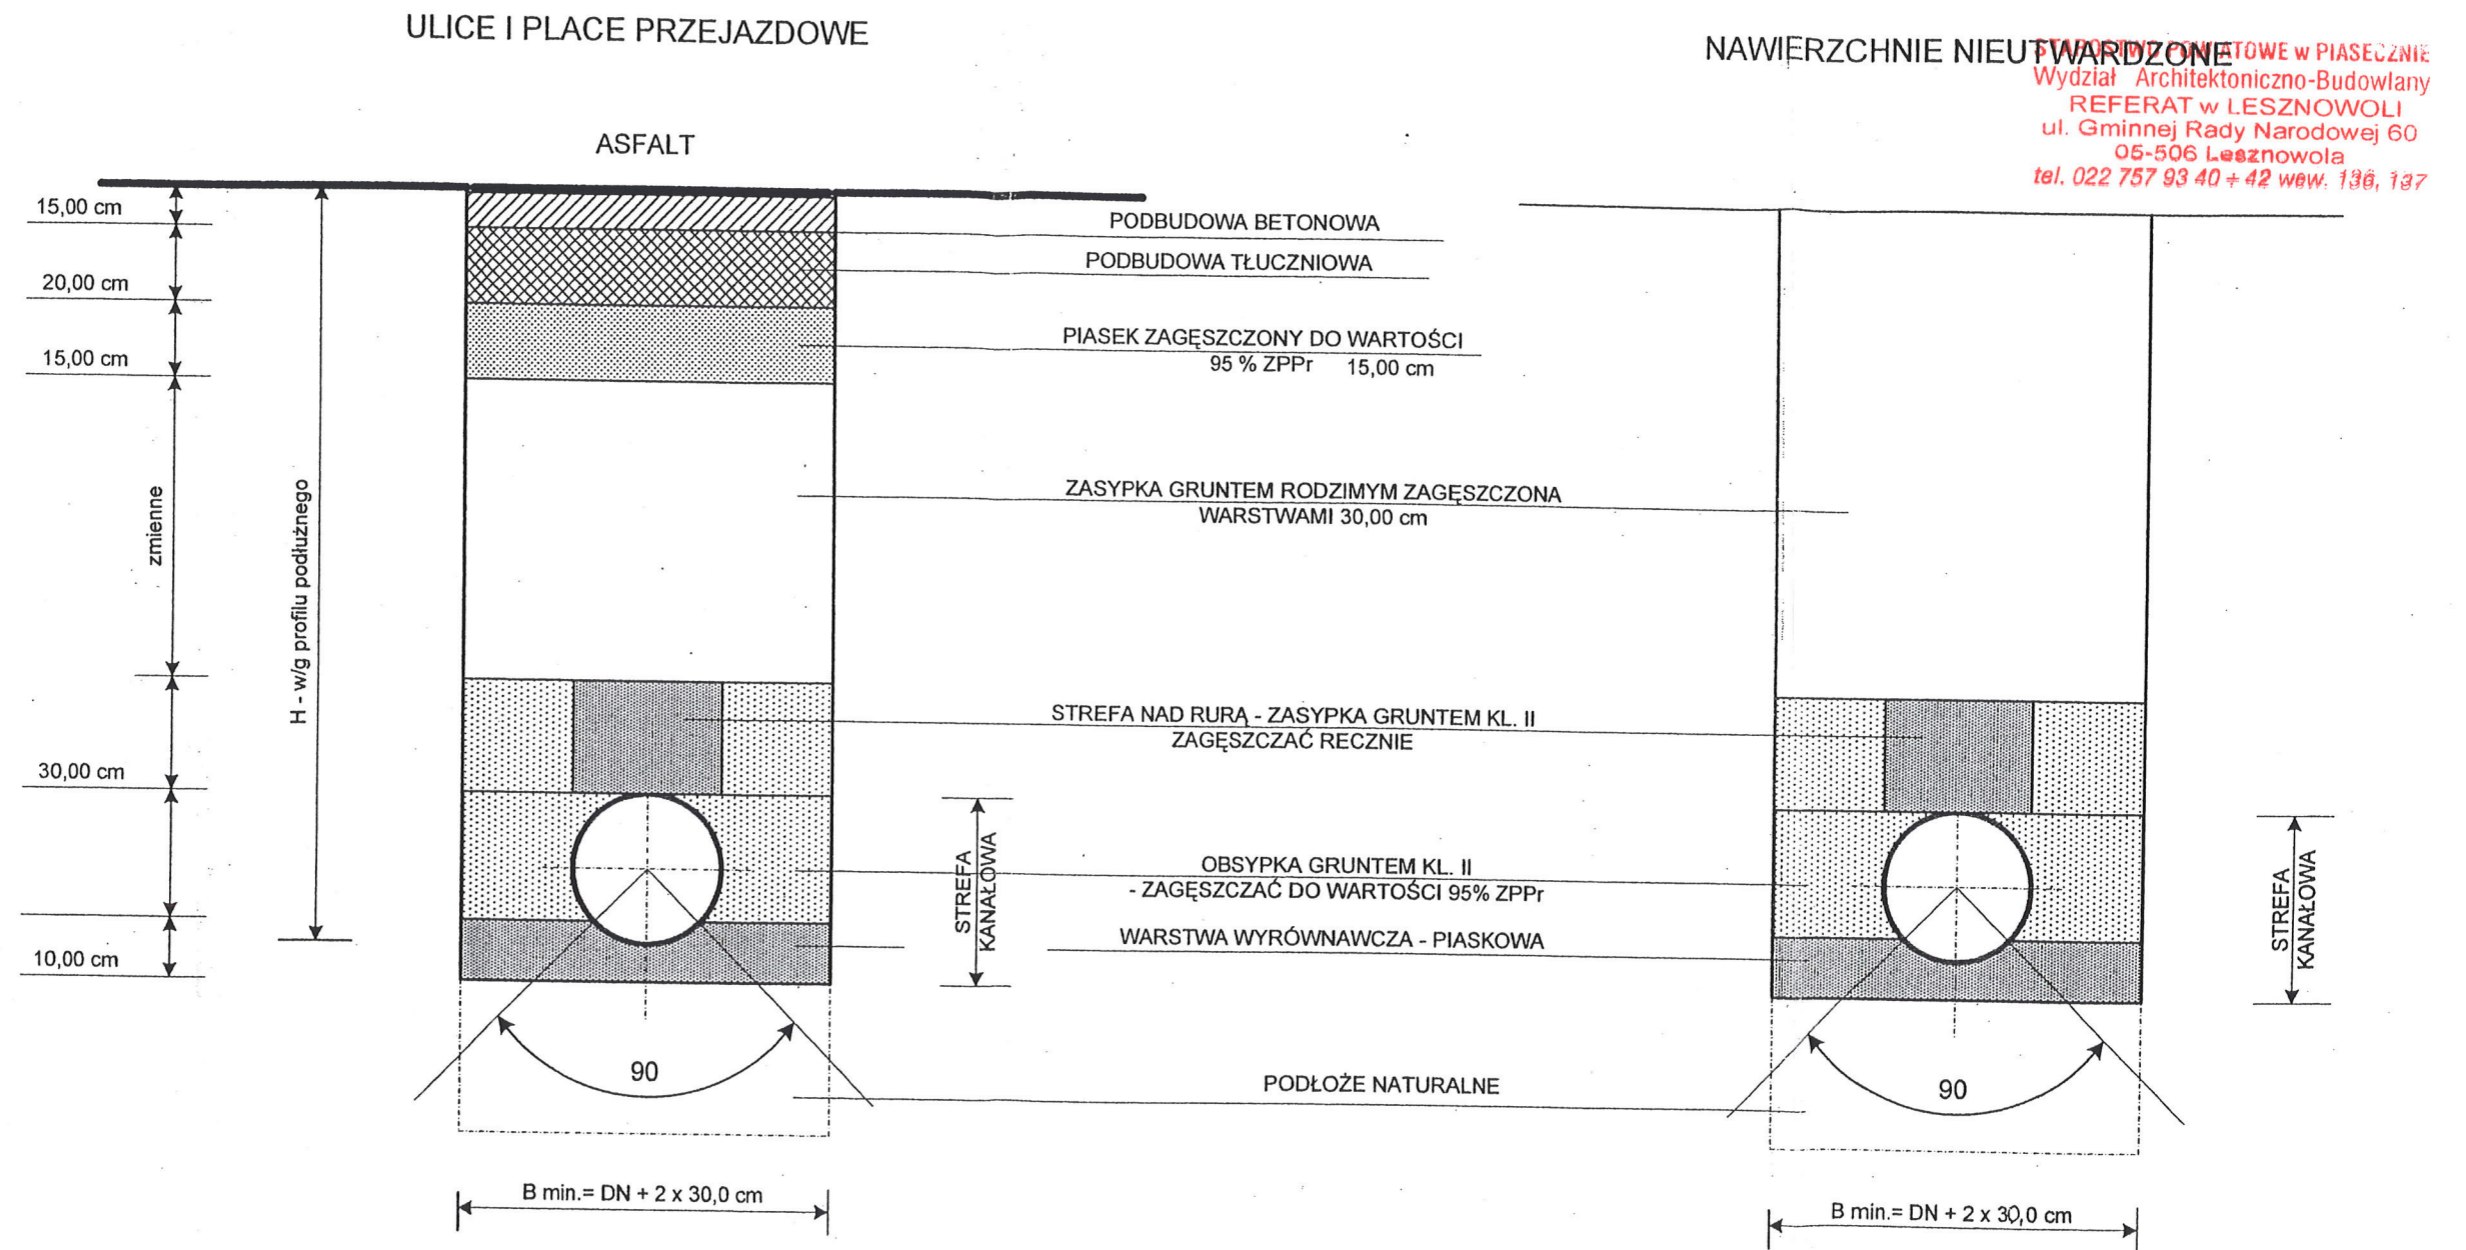 ULICE I PLACE PRZEJAZDOWE
NAWIERZCHNIE NIEUTWARDZONE
STAROSTWO POWIATOWE w PIASECZNIE
Wydział Architektoniczno-Budowlany
REFERAT w LESZNOWOLI
ul. Gminnej Rady Narodowej 60
05-506 Lesznowola
tel. 022 757 93 40 ÷ 42 wew. 136, 137
ASFALT
15,00 cm
20,00 cm
15,00 cm
zmienne
H - w/g profilu podłużnego
30,00 cm
10,00 cm
PODBUDOWA BETONOWA
PODBUDOWA TŁUCZNIOWA
PIASEK ZAGĘSZCZONY DO WARTOŚCI
95 % ZPPr 15,00 cm
ZASYPKA GRUNTEM RODZIMYM ZAGĘSZCZONA
WARSTWAMI 30,00 cm
STREFA NAD RURĄ - ZASYPKA GRUNTEM KL. II
ZAGĘSZCZAĆ RECZNIE
STREFA
KANAŁOWA
OBSYPKA GRUNTEM KL. II
- ZAGĘSZCZAĆ DO WARTOŚCI 95% ZPPr
WARSTWA WYRÓWNAWCZA - PIASKOWA
STREFA
KANAŁOWA
90
PODŁOŻE NATURALNE
90
B min.= DN + 2 x 30,0 cm
B min.= DN + 2 x 30,0 cm